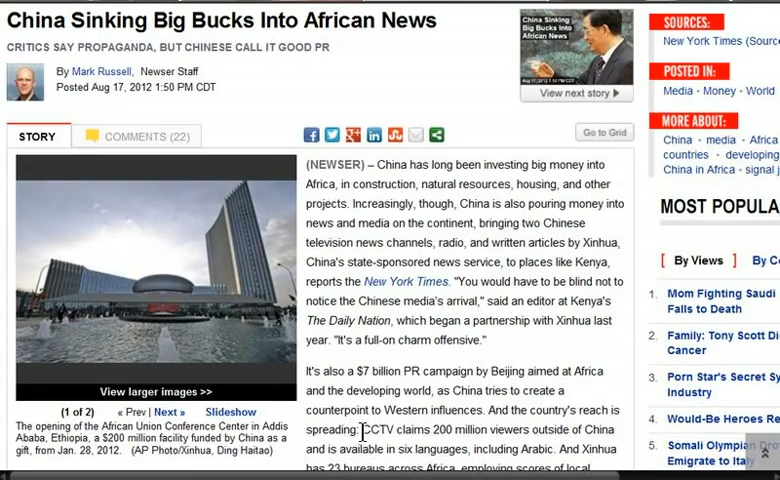 China Sinking Big Bucks Into African News
CRITICS SAY PROPAGANDA, BUT CHINESE CALL IT GOOD PR
By Mark Russell, Newser Staff
Posted Aug 17, 2012 1:50 PM CDT
China Sinking
Big Bucks Into
African News
View next story
STORY
COMMENTS (22)
Go to Grid
(NEWSER) – China has long been investing big money into
Africa, in construction, natural resources, housing, and other
projects. Increasingly, though, China is also pouring money into
news and media on the continent, bringing two Chinese
television news channels, radio, and written articles by Xinhua,
China's state-sponsored news service, to places like Kenya,
reports the New York Times. "You would have to be blind not to
notice the Chinese media's arrival," said an editor at Kenya's
The Daily Nation, which began a partnership with Xinhua last
year. "It's a full-on charm offensive."
It's also a $7 billion PR campaign by Beijing aimed at Africa
and the developing world, as China tries to create a
counterpoint to Western influences. And the country's reach is
spreading: CCTV claims 200 million viewers outside of China
and is available in six languages, including Arabic. And Xinhua
has 23 bureaus across Africa, employing scores of local
View larger images >>
(1 of 2) « Prev | Next » Slideshow
The opening of the African Union Conference Center in Addis
Ababa, Ethiopia, a $200 million facility funded by China as a
gift, from Jan. 28, 2012. (AP Photo/Xinhua, Ding Haitao)
SOURCES:
New York Times (Source
POSTED IN:
Media • Money • World
MORE ABOUT:
China • media • Africa
countries • developing
China in Africa • signal j
MOST POPULA
[ By Views ] By Co
1. Mom Fighting Saudi
Falls to Death
2. Family: Tony Scott Di
Cancer
3. Porn Star's Secret Sy
Industry
4. Would-Be Heroes Re
5. Somali Olympian Dro
Emigrate to Italy